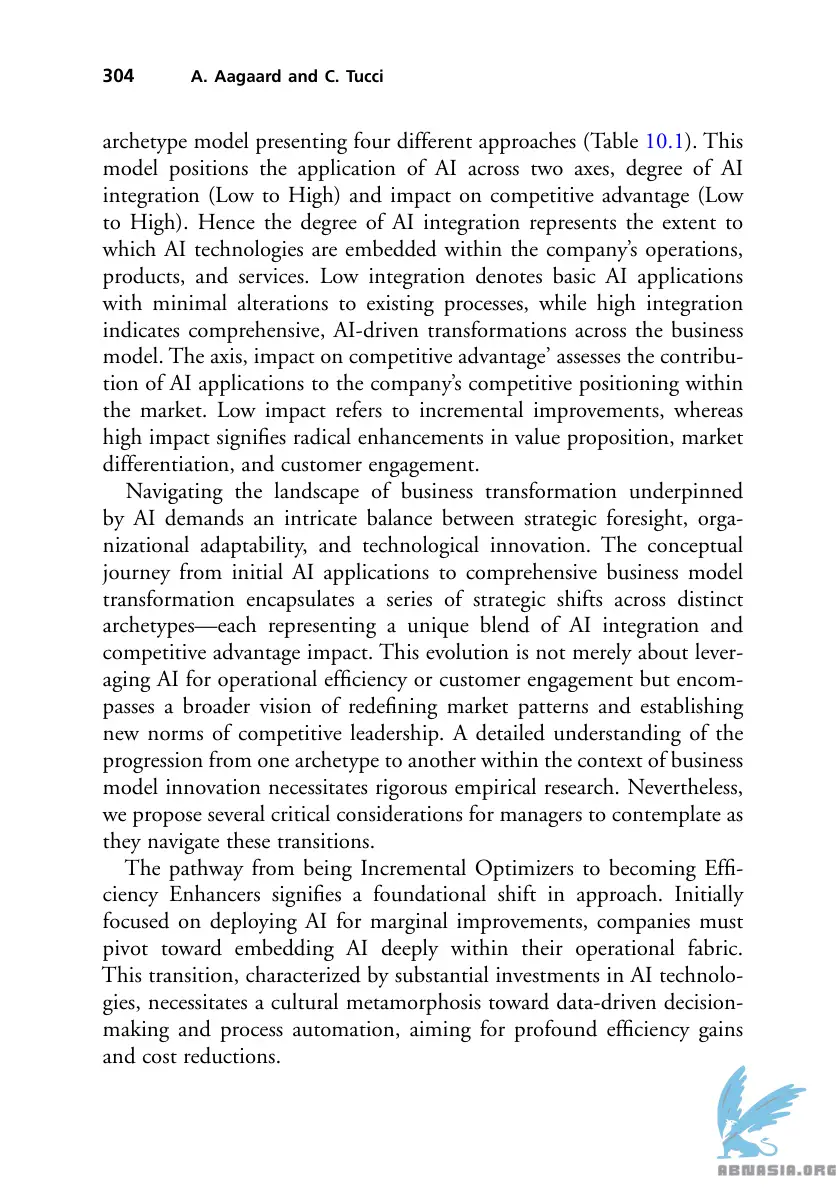 304 A. Aagaard and C. Tucci
archetype model presenting four different approaches (Table 10.1). This
model positions the application of AI across two axes, degree of AI
integration (Low to High) and impact on competitive advantage (Low
to High). Hence the degree of AI integration represents the extent to
which AI technologies are embedded within the company’s operations,
products, and services. Low integration denotes basic AI applications
with minimal alterations to existing processes, while high integration
indicates comprehensive, AI-driven transformations across the business
model. The axis, impact on competitive advantage’ assesses the contribu-
tion of AI applications to the company’s competitive positioning within
the market. Low impact refers to incremental improvements, whereas
high impact signifies radical enhancements in value proposition, market
differentiation, and customer engagement.
Navigating the landscape of business transformation underpinned
by AI demands an intricate balance between strategic foresight, orga-
nizational adaptability, and technological innovation. The conceptual
journey from initial AI applications to comprehensive business model
transformation encapsulates a series of strategic shifts across distinct
archetypes—each representing a unique blend of AI integration and
competitive advantage impact. This evolution is not merely about lever-
aging AI for operational efficiency or customer engagement but encom-
passes a broader vision of redefining market patterns and establishing
new norms of competitive leadership. A detailed understanding of the
progression from one archetype to another within the context of business
model innovation necessitates rigorous empirical research. Nevertheless,
we propose several critical considerations for managers to contemplate as
they navigate these transitions.
The pathway from being Incremental Optimizers to becoming Effi-
ciency Enhancers signifies a foundational shift in approach. Initially
focused on deploying AI for marginal improvements, companies must
pivot toward embedding AI deeply within their operational fabric.
This transition, characterized by substantial investments in AI technolo-
gies, necessitates a cultural metamorphosis toward data-driven decision-
making and process automation, aiming for profound efficiency gains
and cost reductions.
ABNASIA.ORG